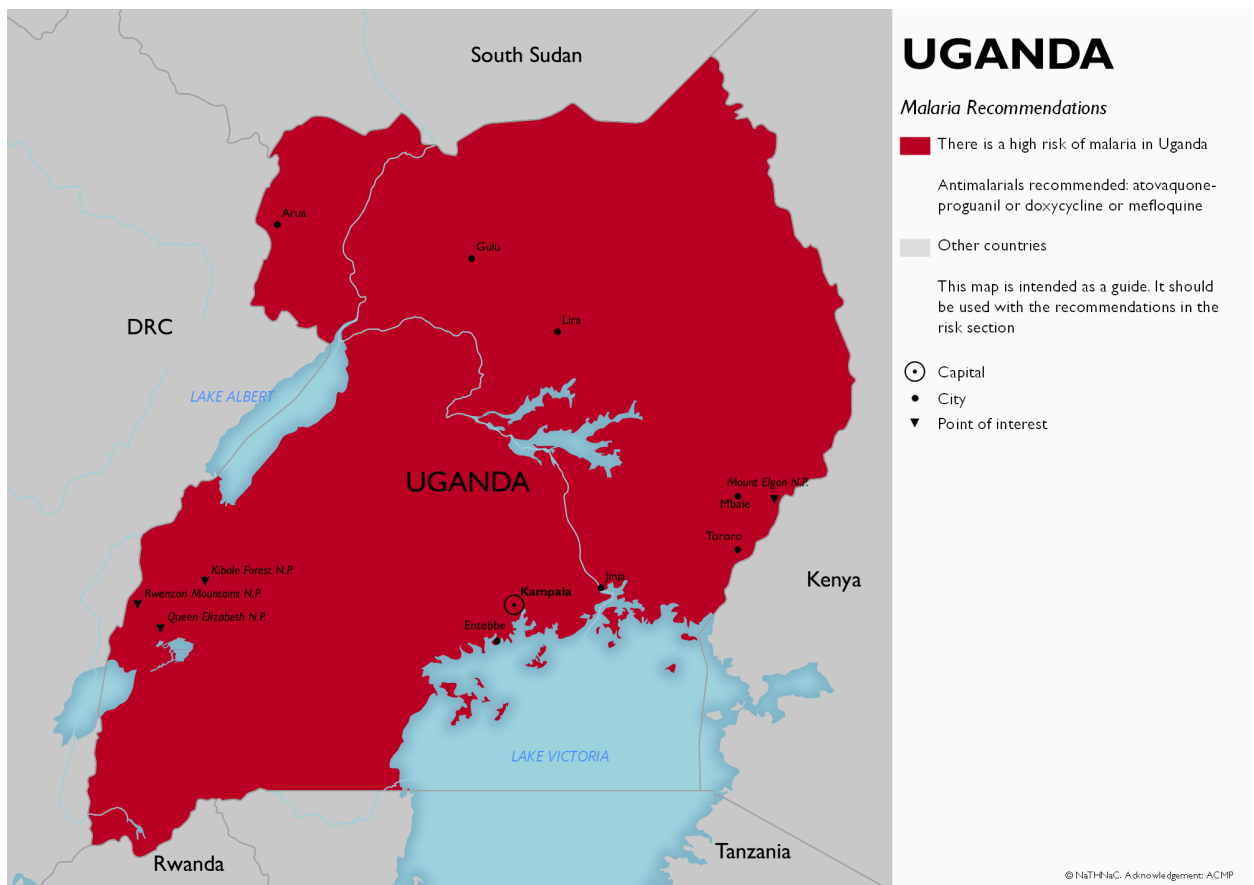 UGANDA
Malaria Recommendations
There is a high risk of malaria in Uganda
Antimalarials recommended: atovaquone-
proguanil or doxycycline or mefloquine
Other countries
This map is intended as a guide. It should
be used with the recommendations in the
risk section
Capital
City
Point of interest
South Sudan
Arua
Gulu
Lira
DRC
LAKE ALBERT
UGANDA
Mount Elgon N.P.
Mbale
Tororo
Kibale Forest N.P.
Jinja
Kenya
Rwenzori Mountains N.P.
Kampala
Queen Elizabeth N.P.
Entebbe
LAKE VICTORIA
Rwanda
Tanzania
© NaTHNaC. Acknowledgement: ACMP